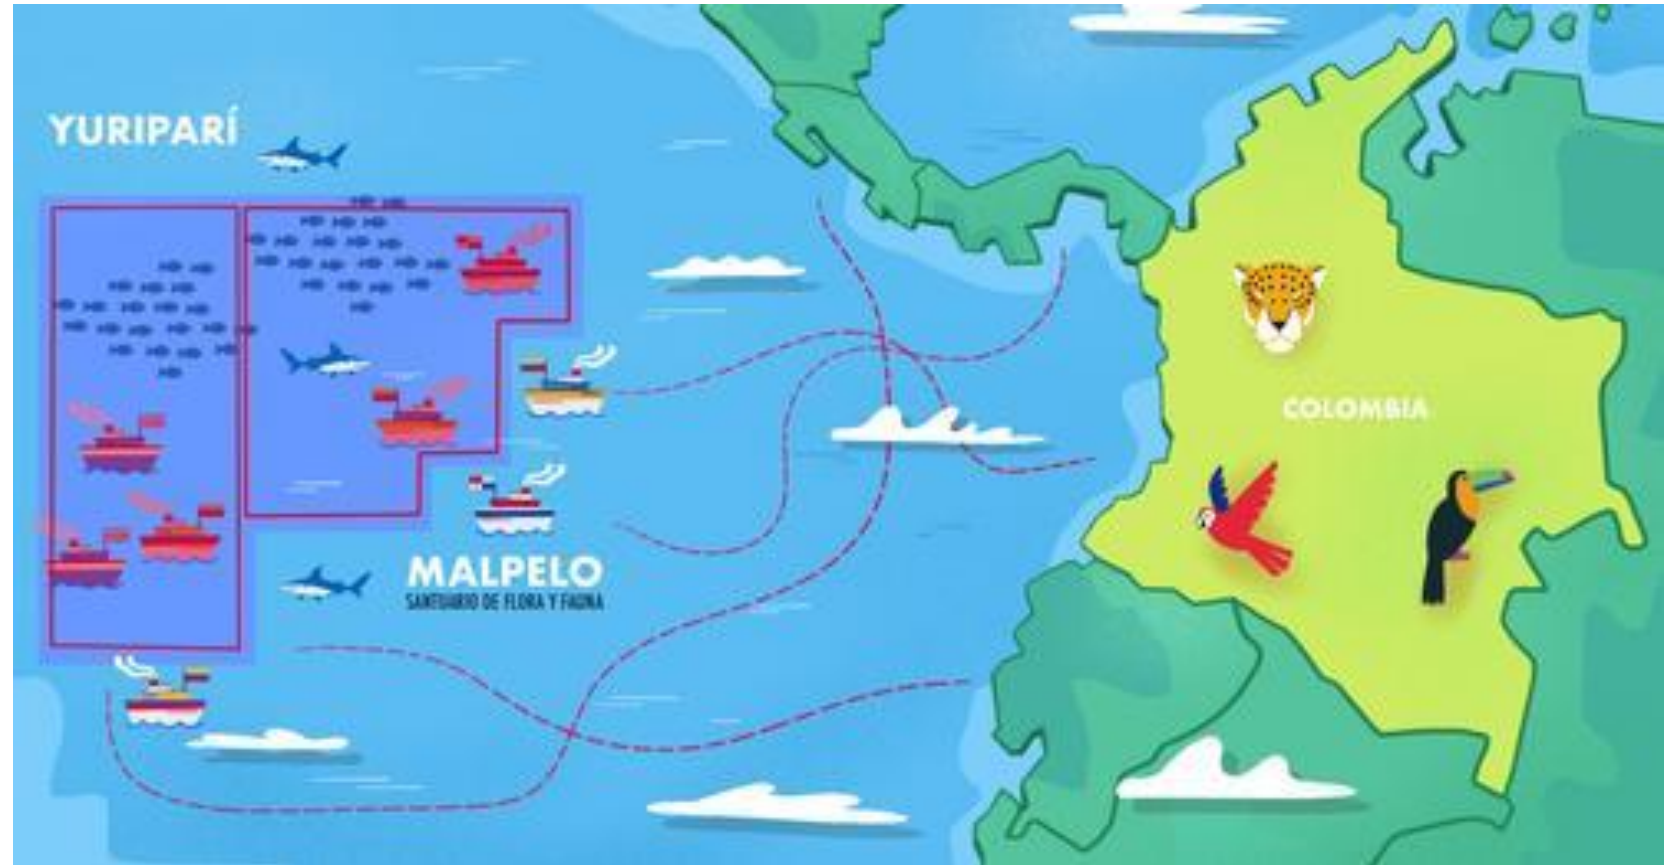 YURIPARÍ
COLOMBIA
MALPELO
SANTUARIO DE FLORA Y FAUNA